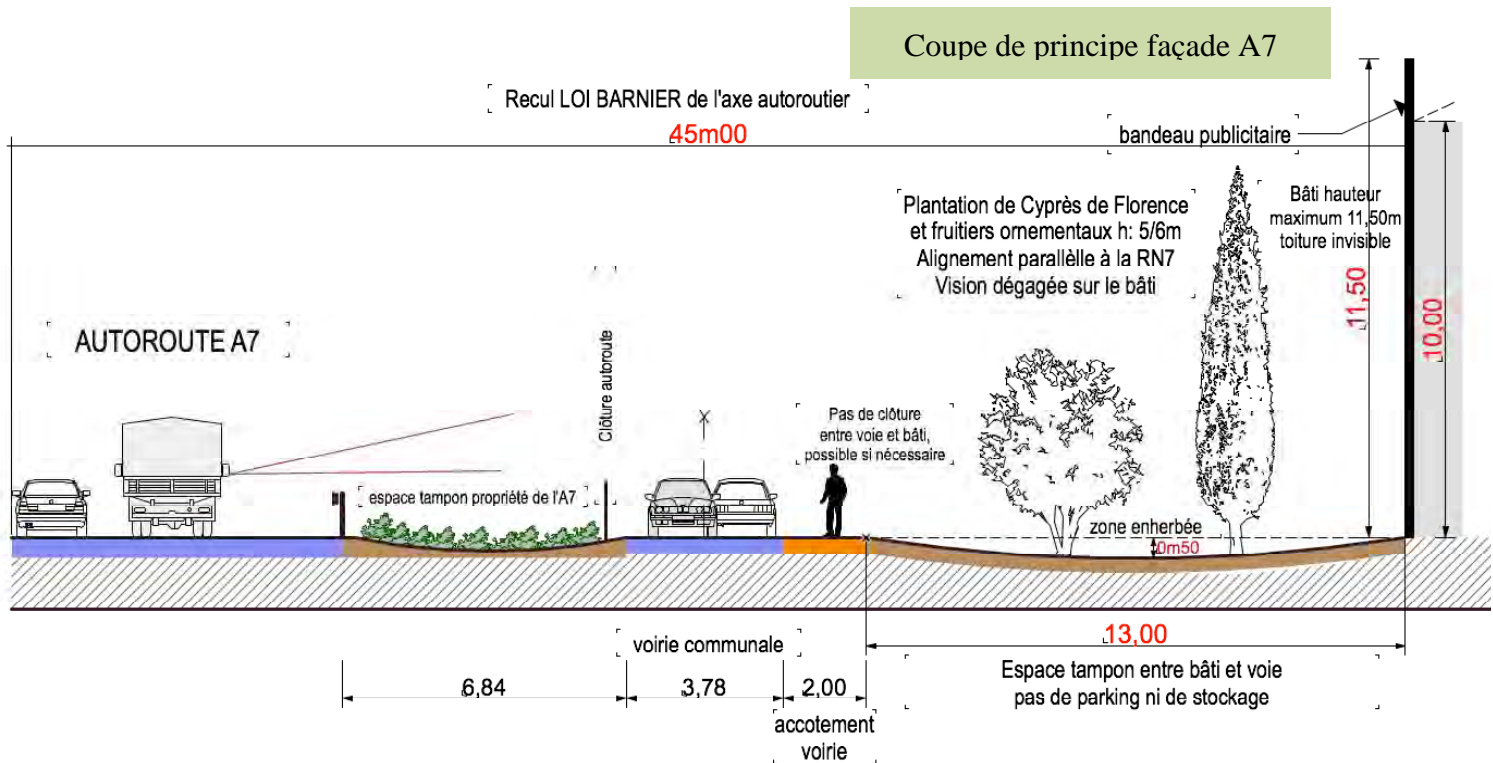 Coupe de principe façade A7
Recul LOI BARNIER de l'axe autoroutier
45m00
bandeau publicitaire
Plantation de Cyprès de Florence
et fruitiers ornementaux h: 5/6m
Alignement parallèlle à la RN7
Vision dégagée sur le bâti
Bâti hauteur
maximum 11,50m
toiture invisible
11,50
10,00
AUTOROUTE A7
Clôture autoroute
Pas de clôture
entre voie et bâti,
possible si nécessaire
espace tampon propriété de l'A7
zone enherbée
0m50
voirie communale
13,00
6,84
3,78
2,00
Espace tampon entre bâti et voie
pas de parking ni de stockage
accotement
voirie